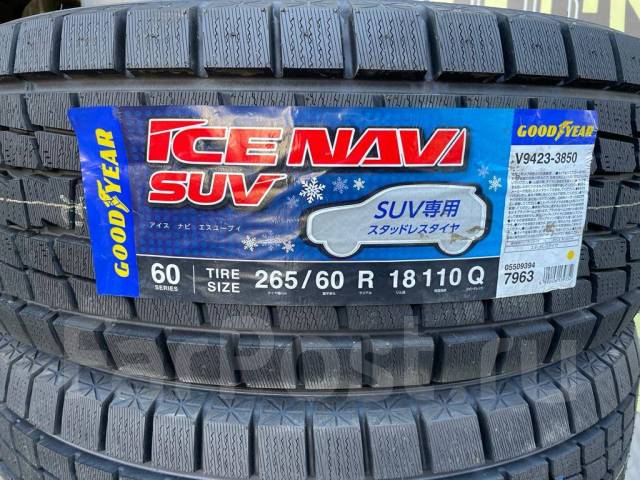 GOODYEAR
ICE NAVI
SUV
アイス ナビ エスユーブイ
SUV専用
スタッドレスタイヤ
60
SERIES
TIRE
SIZE
265/60 R 18 110 Q
GOODYEAR
V9423-3850
05509394
7963
FarPost.ru